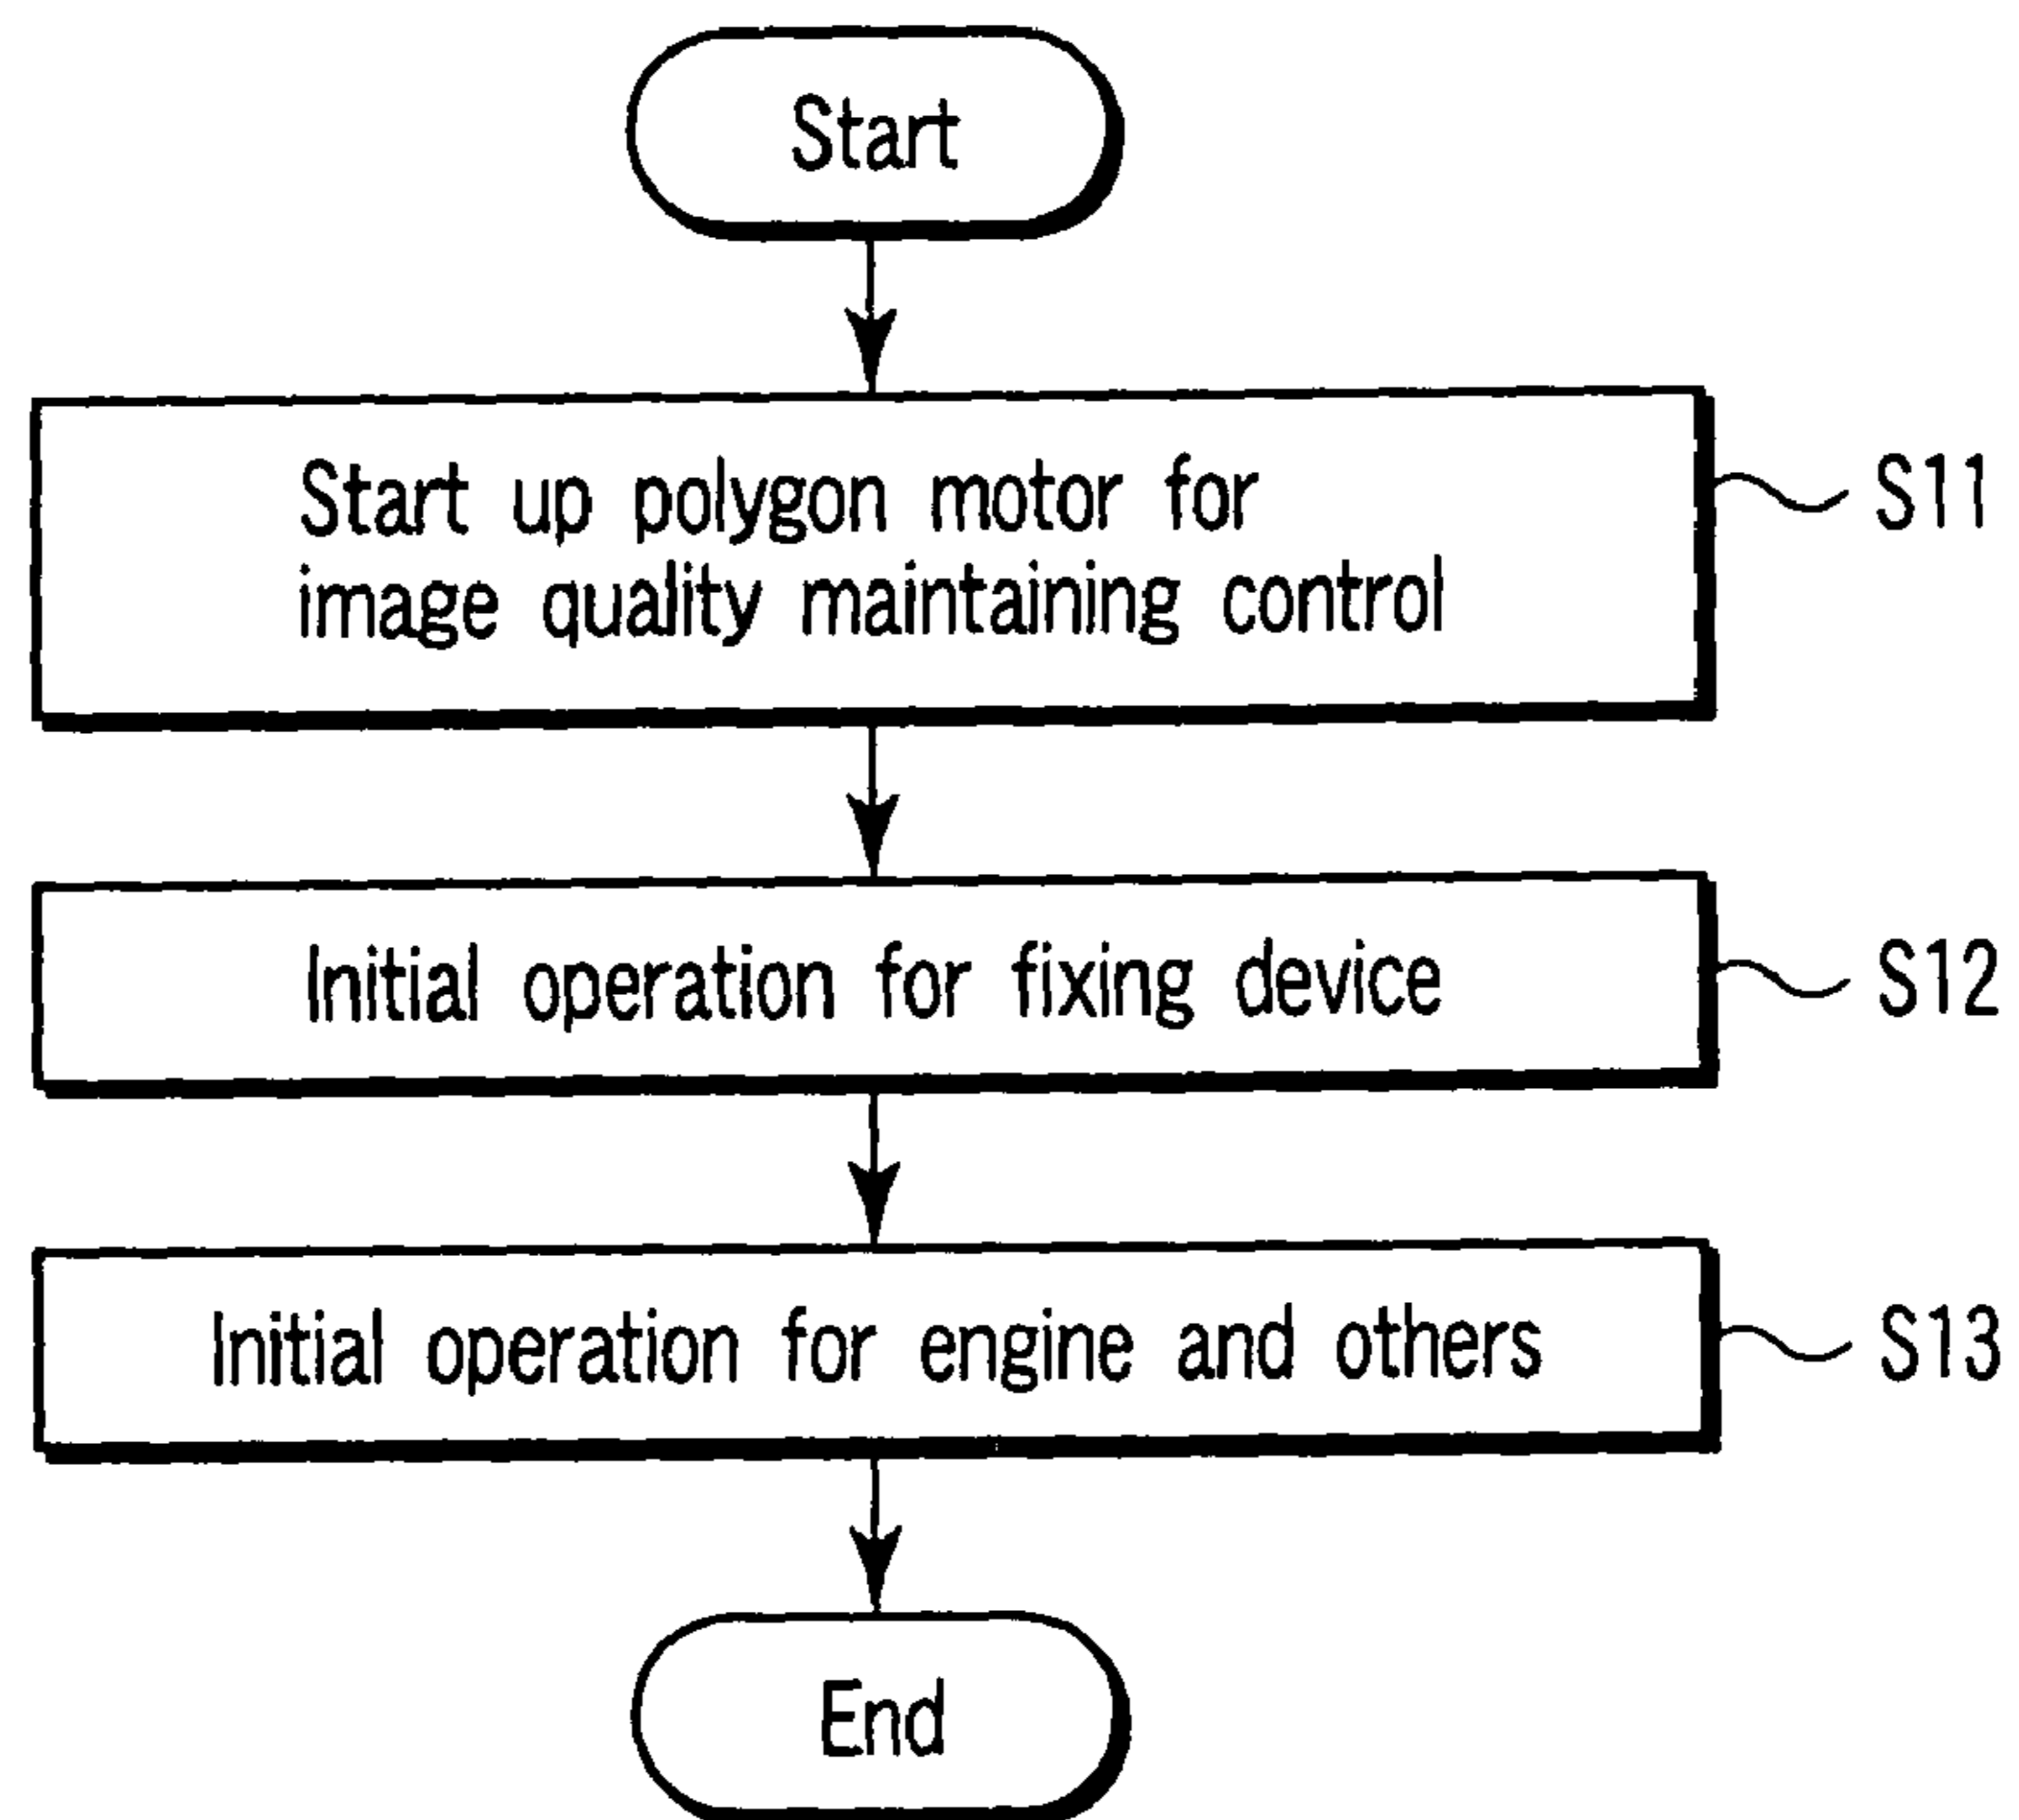 Start
Start up polygon motor for
image quality maintaining control
S11
Initial operation for fixing device
S12
Initial operation for engine and others
S13
End